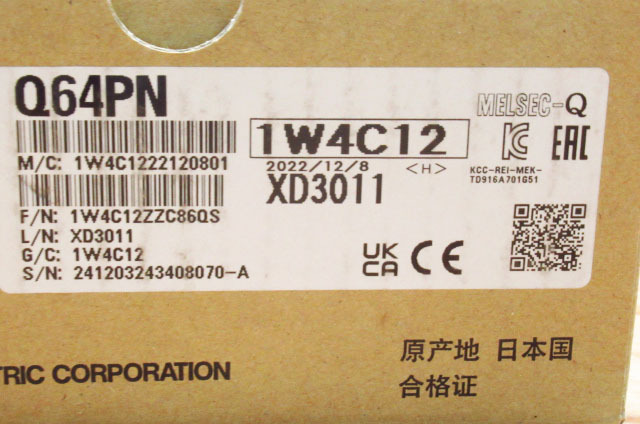 Q64PN
MELSEC-Q
1W4C12
M/C: 1W4C1222120801
2022/12/8 <H>
XD3011
EAC
KCC-REI-MEK-
TD916A701G51
F/N: 1W4C12ZZC86QS
L/N: XD3011
G/C: 1W4C12
S/N: 241203243408070-A
UK
CA CE
原产地 日本国
TRIC CORPORATION
合格证